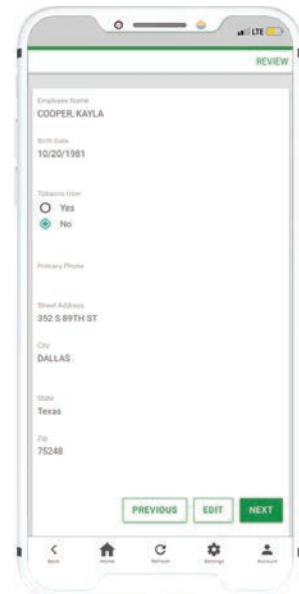 LTE
REVIEW
Employee Name
COOPER, KAYLA
Birth Date
10/20/1981
Tobacco User
Yes
No
Primary Phone
Street Address
352 S 89TH ST
City
DALLAS
State
Texas
Zip
75248
PREVIOUS EDIT NEXT
Back Home Refresh Settings Account